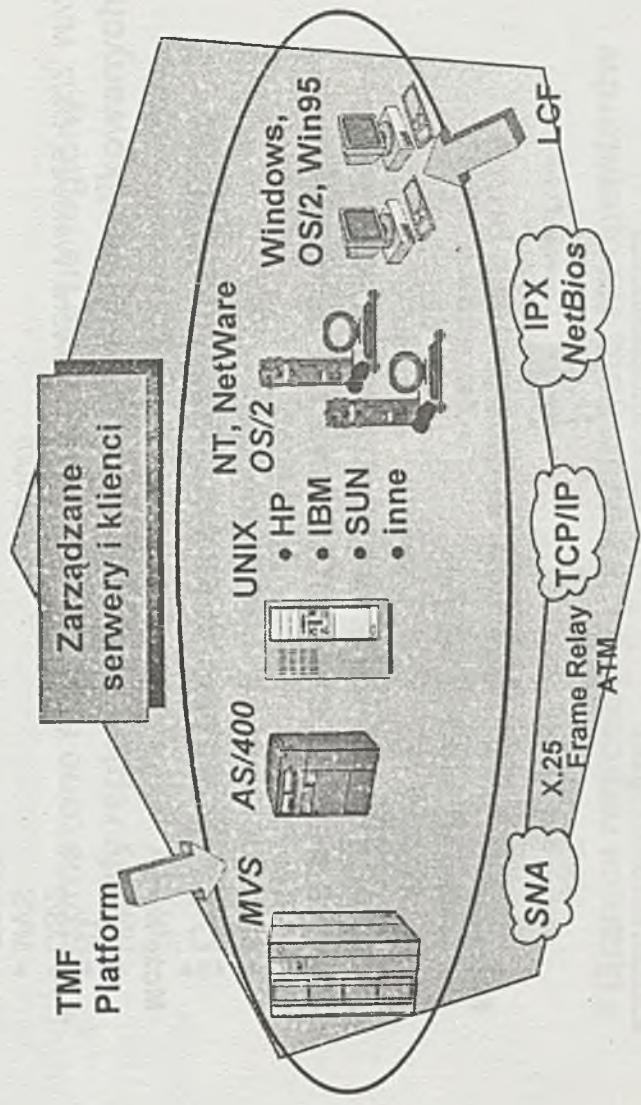 Zarządzane
serwery i klienci
TMF
Platform
MVS
AS/400
UNIX
• HP
• IBM
• SUN
• inne
NT, NetWare
OS/2
Windows,
OS/2, Win95
SNA
X.25
Frame Relay
ATM
TCP/IP
IPX
NetBios
LCF